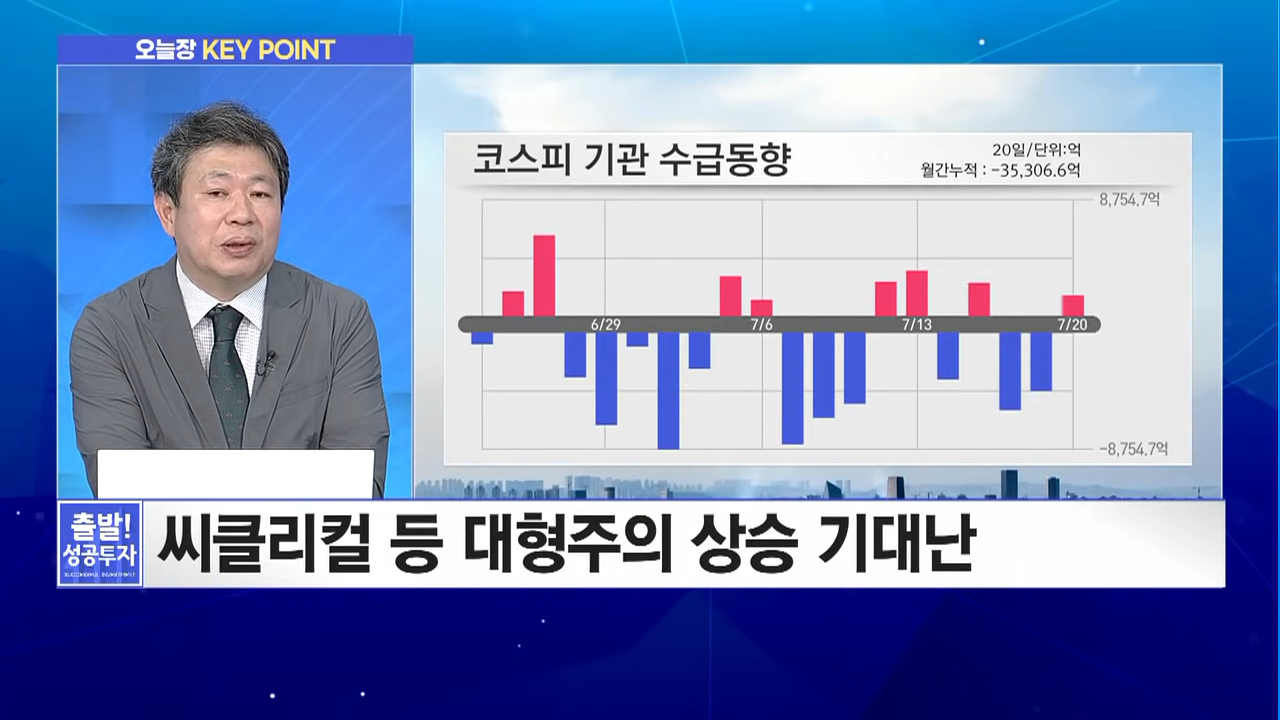 오늘장 KEY POINT
코스피 기관 수급동향
20일/단위:억
월간누적 : -35,306.6억
8,754.7억
6/29
7/6
7/13
7/20
-8,754.7억
출발!
성공투자
씨클리컬 등 대형주의 상승 기대난